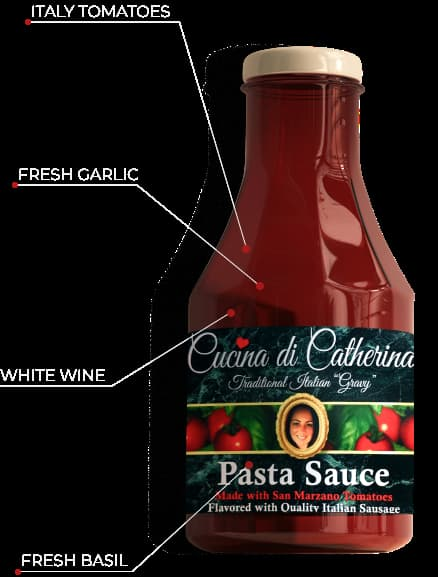 ITALY TOMATOES
FRESH GARLIC
WHITE WINE
Cucina di Catherina
Traditional Italian "Gravy"
Pasta Sauce
Made with San Marzano Tomatoes
Flavored with Quality Italian Sausage
FRESH BASIL